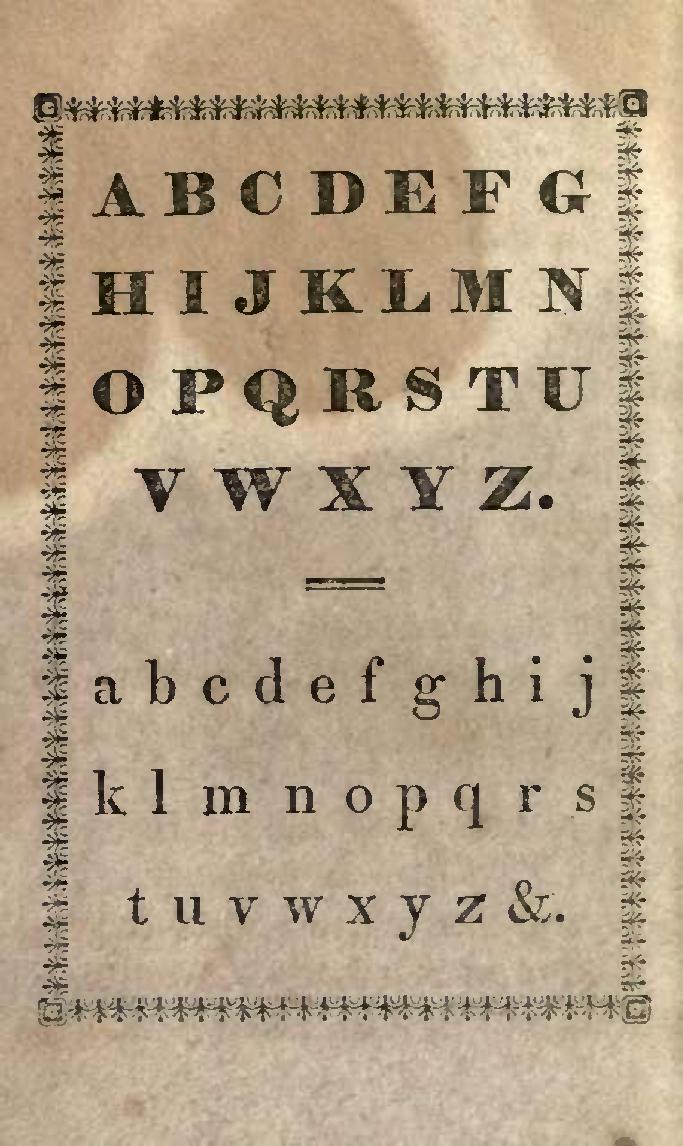 A B C D E F G
H I J K L M N
O P Q R S T U
V W X Y Z.
a b c d e f g h i j
k l m n o p q r s
t u v w x y z &.